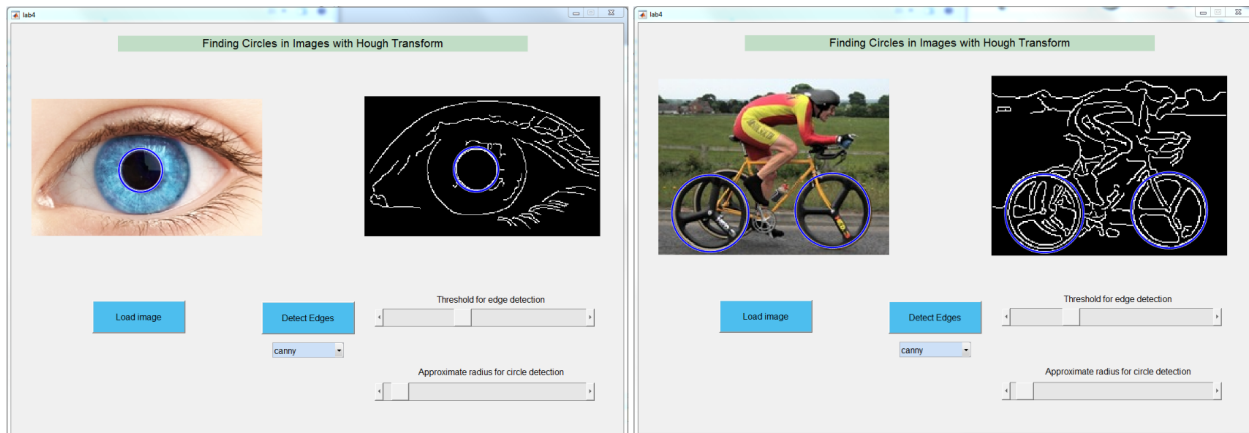 lab4
Finding Circles in Images with Hough Transform
Load image
Detect Edges
canny
Threshold for edge detection
Approximate radius for circle detection
lab4
Finding Circles in Images with Hough Transform
Load image
Detect Edges
canny
Threshold for edge detection
Approximate radius for circle detection